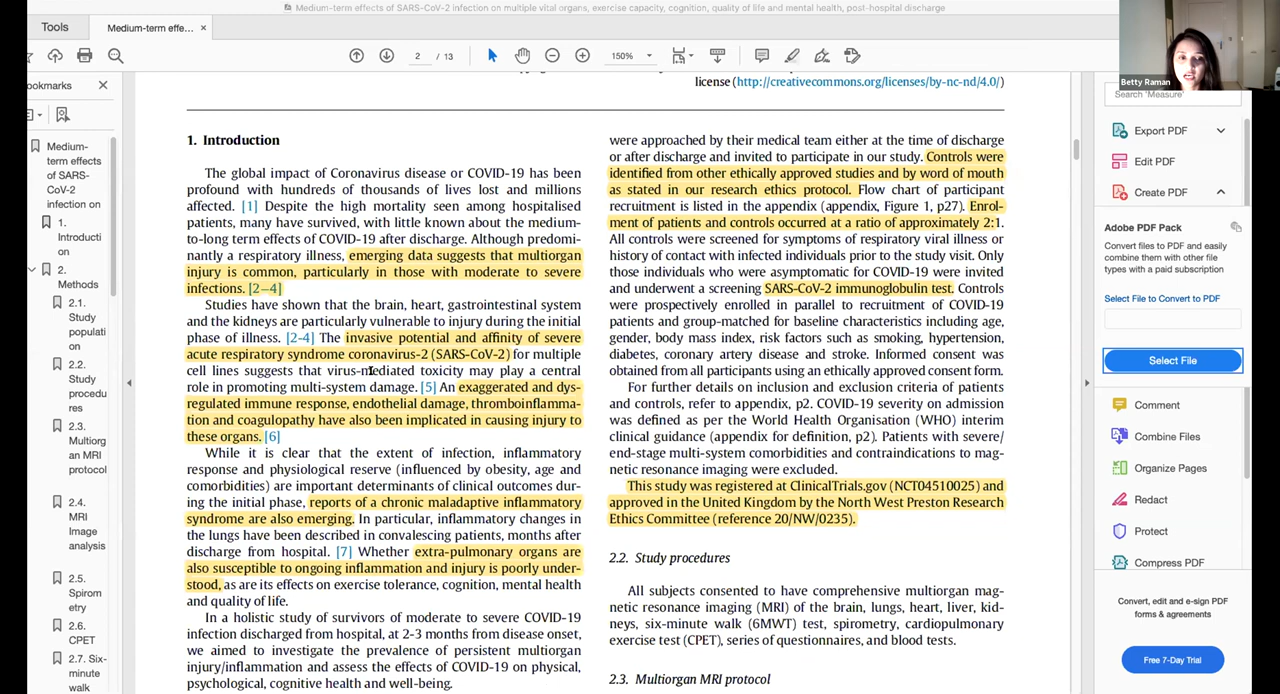 Medium-term effects of SARS-CoV-2 infection on multiple vital organs, exercise capacity, cognition, quality of life and mental health, post-hospital discharge
Tools
Medium-term effe... ×
2 / 13
150%
Betty Raman
ookmarks
Medium-
term effects
of SARS-
CoV-2
infection on
1.
Introducti
on
2.
Methods
2.1.
Study
populati
on
2.2.
Study
procedu
res
2.3.
Multiorg
an MRI
protocol
2.4.
MRI
Image
analysis
2.5.
Spirom
etry
2.6.
CPET
2.7. Six-
minute
walk
license (http://creativecommons.org/licenses/by-nc-nd/4.0/)
1. Introduction
The global impact of Coronavirus disease or COVID-19 has been
profound with hundreds of thousands of lives lost and millions
affected. [1] Despite the high mortality seen among hospitalised
patients, many have survived, with little known about the medium-
to-long term effects of COVID-19 after discharge. Although predomi-
nantly a respiratory illness, emerging data suggests that multiorgan
injury is common, particularly in those with moderate to severe
infections. [2–4]
Studies have shown that the brain, heart, gastrointestinal system
and the kidneys are particularly vulnerable to injury during the initial
phase of illness. [2-4] The invasive potential and affinity of severe
acute respiratory syndrome coronavirus-2 (SARS-CoV-2) for multiple
cell lines suggests that virus-mediated toxicity may play a central
role in promoting multi-system damage. [5] An exaggerated and dys-
regulated immune response, endothelial damage, thromboinflamma-
tion and coagulopathy have also been implicated in causing injury to
these organs. [6]
While it is clear that the extent of infection, inflammatory
response and physiological reserve (influenced by obesity, age and
comorbidities) are important determinants of clinical outcomes dur-
ing the initial phase, reports of a chronic maladaptive inflammatory
syndrome are also emerging. In particular, inflammatory changes in
the lungs have been described in convalescing patients, months after
discharge from hospital. [7] Whether extra-pulmonary organs are
also susceptible to ongoing inflammation and injury is poorly under-
stood, as are its effects on exercise tolerance, cognition, mental health
and quality of life.
In a holistic study of survivors of moderate to severe COVID-19
infection discharged from hospital, at 2-3 months from disease onset,
we aimed to investigate the prevalence of persistent multiorgan
injury/inflammation and assess the effects of COVID-19 on physical,
psychological, cognitive health and well-being.
were approached by their medical team either at the time of discharge
or after discharge and invited to participate in our study. Controls were
identified from other ethically approved studies and by word of mouth
as stated in our research ethics protocol. Flow chart of participant
recruitment is listed in the appendix (appendix, Figure 1, p27). Enrol-
ment of patients and controls occurred at a ratio of approximately 2:1.
All controls were screened for symptoms of respiratory viral illness or
history of contact with infected individuals prior to the study visit. Only
those individuals who were asymptomatic for COVID-19 were invited
and underwent a screening SARS-CoV-2 immunoglobulin test. Controls
were prospectively enrolled in parallel to recruitment of COVID-19
patients and group-matched for baseline characteristics including age,
gender, body mass index, risk factors such as smoking, hypertension,
diabetes, coronary artery disease and stroke. Informed consent was
obtained from all participants using an ethically approved consent form.
For further details on inclusion and exclusion criteria of patients
and controls, refer to appendix, p2. COVID-19 severity on admission
was defined as per the World Health Organisation (WHO) interim
clinical guidance (appendix for definition, p2). Patients with severe/
end-stage multi-system comorbidities and contraindications to mag-
netic resonance imaging were excluded.
This study was registered at ClinicalTrials.gov (NCT04510025) and
approved in the United Kingdom by the North West Preston Research
Ethics Committee (reference 20/NW/0235).
2.2. Study procedures
All subjects consented to have comprehensive multiorgan mag-
netic resonance imaging (MRI) of the brain, lungs, heart, liver, kid-
neys, six-minute walk (6MWT) test, spirometry, cardiopulmonary
exercise test (CPET), series of questionnaires, and blood tests.
2.3. Multiorgan MRI protocol
Search 'Measure'
Export PDF
Edit PDF
Create PDF
Adobe PDF Pack
Convert files to PDF and easily
combine them with other file
types with a paid subscription
Select File to Convert to PDF
Select File
Comment
Combine Files
Organize Pages
Redact
Protect
Compress PDF
Convert, edit and e-sign PDF
forms & agreements
Free 7-Day Trial